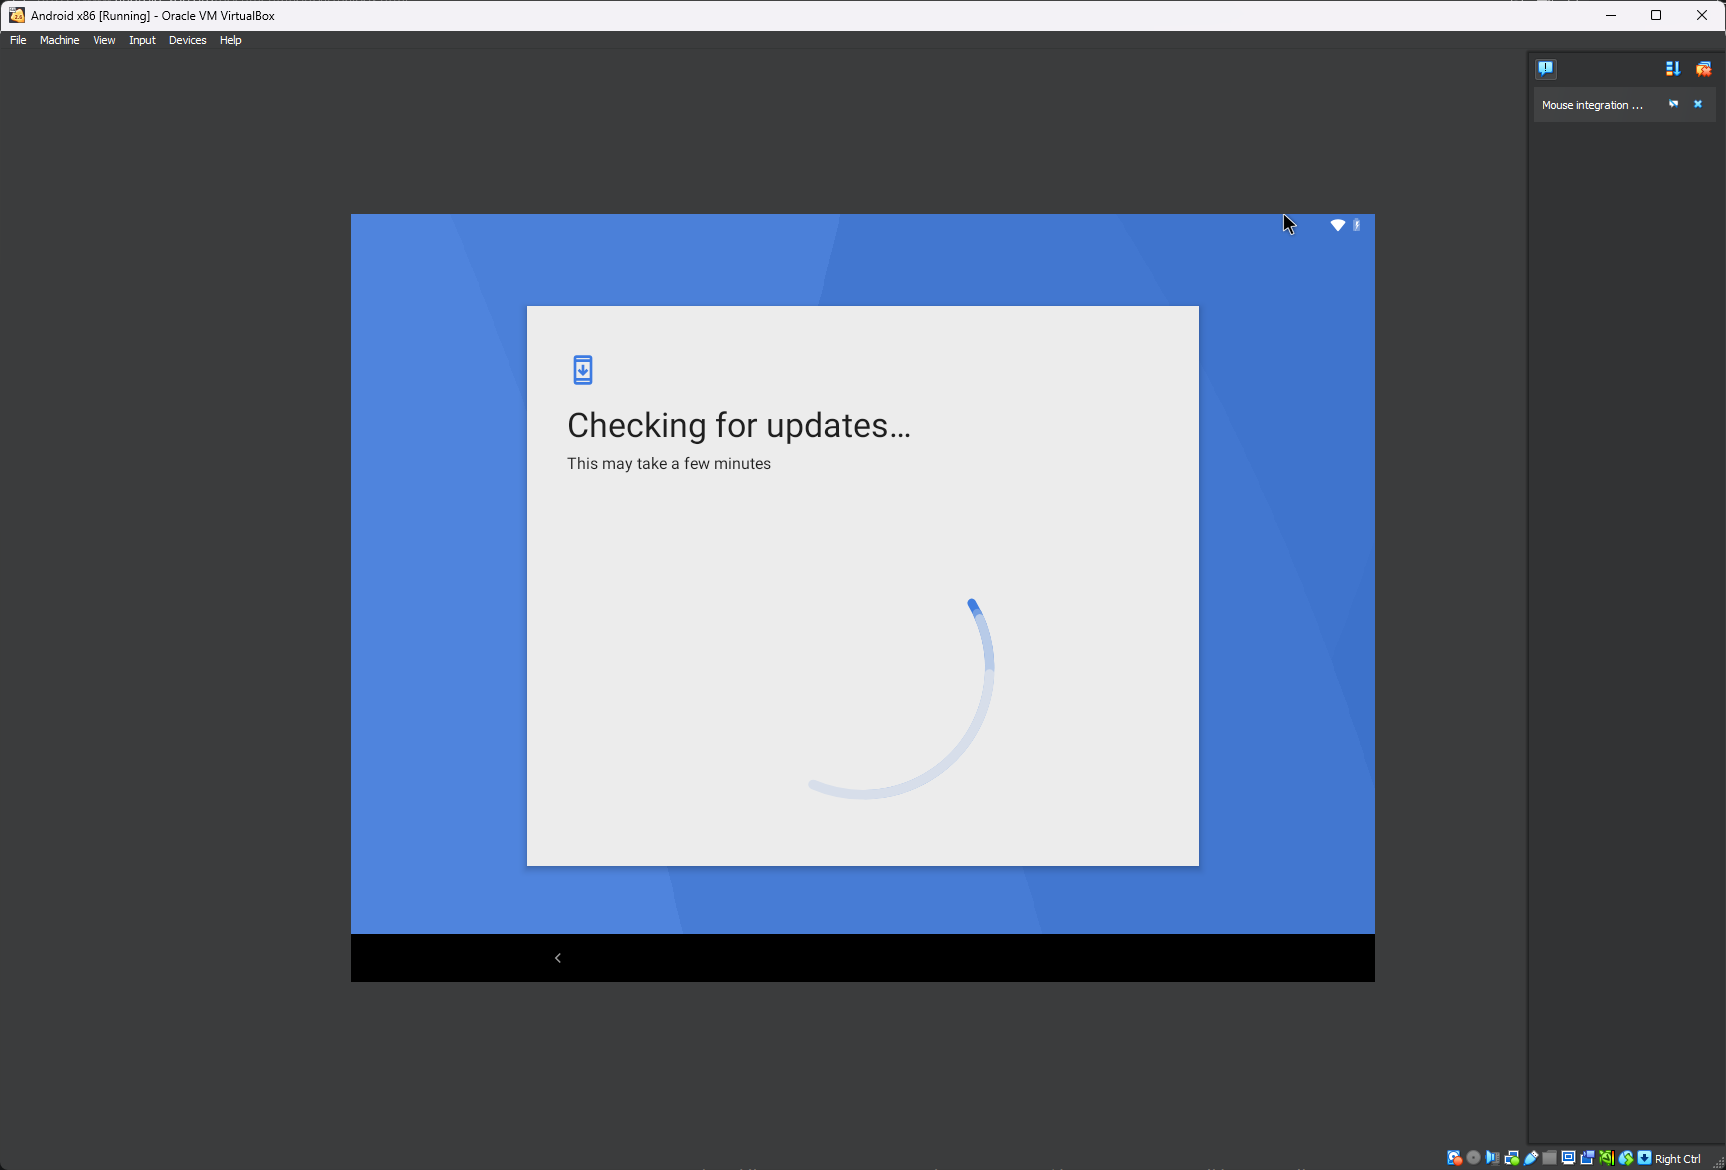 Android x86 [Running] - Oracle VM VirtualBox
File Machine View Input Devices Help
Mouse integration ...
Checking for updates...
This may take a few minutes
Right Ctrl